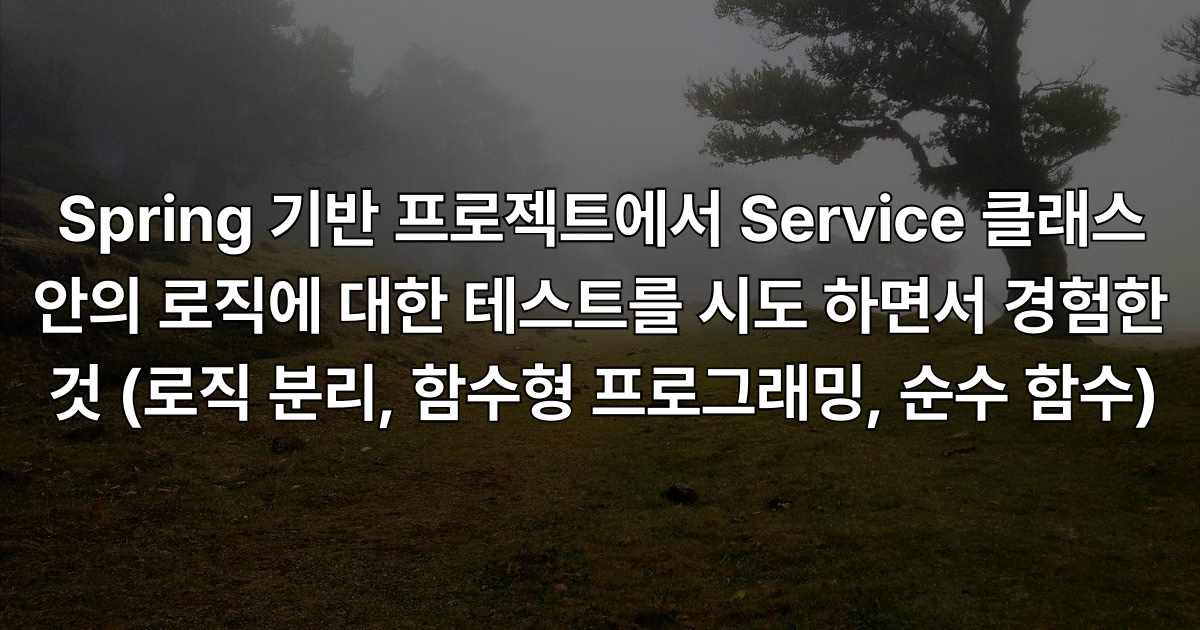 Spring 기반 프로젝트에서 Service 클래스
안의 로직에 대한 테스트를 시도 하면서 경험한
것 (로직 분리, 함수형 프로그래밍, 순수 함수)